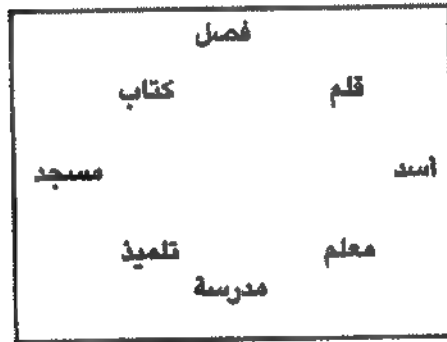 فصل
قلم كتاب
أسد مسجد
معلم تلميذ
مدرسة